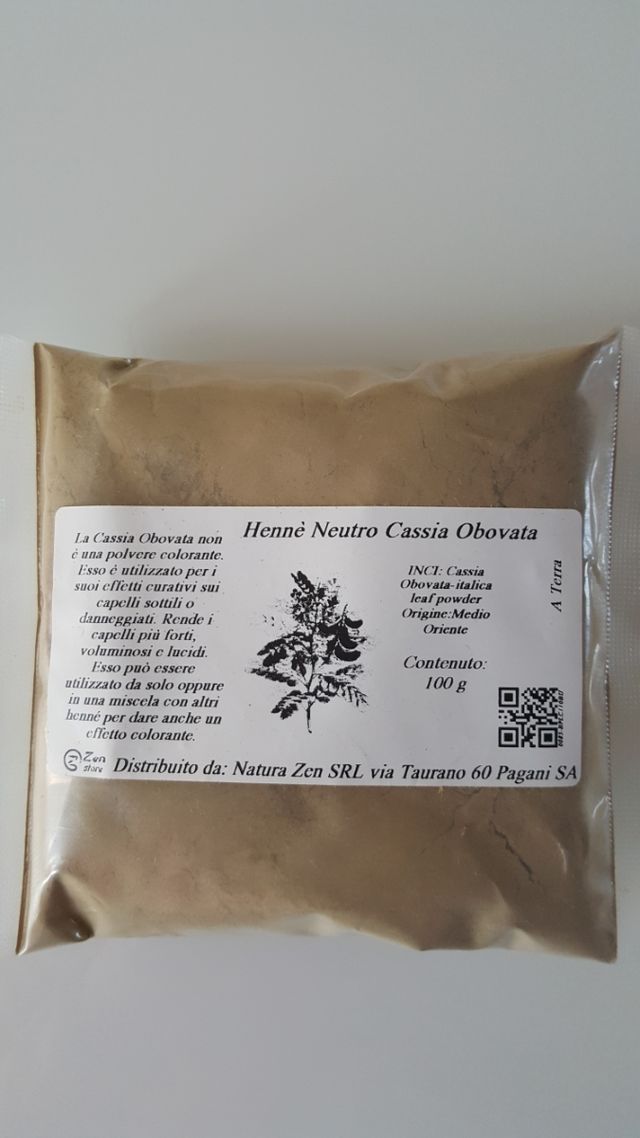 Hennè Neutro Cassia Obovata
La Cassia Obovata non
è una polvere colorante.
Esso è utilizzato per i
suoi effetti curativi sui
capelli sottili o
danneggiati. Rende i
capelli più forti,
voluminosi e lucidi.
Esso può essere
utilizzato da solo oppure
in una miscela con altri
henné per dare anche un
effetto colorante.
INCI: Cassia
Obovata-italica
leaf powder
Origine:Medio
Oriente
Contenuto:
100 g
A Terra
Zen
store
Distribuito da: Natura Zen SRL via Taurano 60 Pagani SA